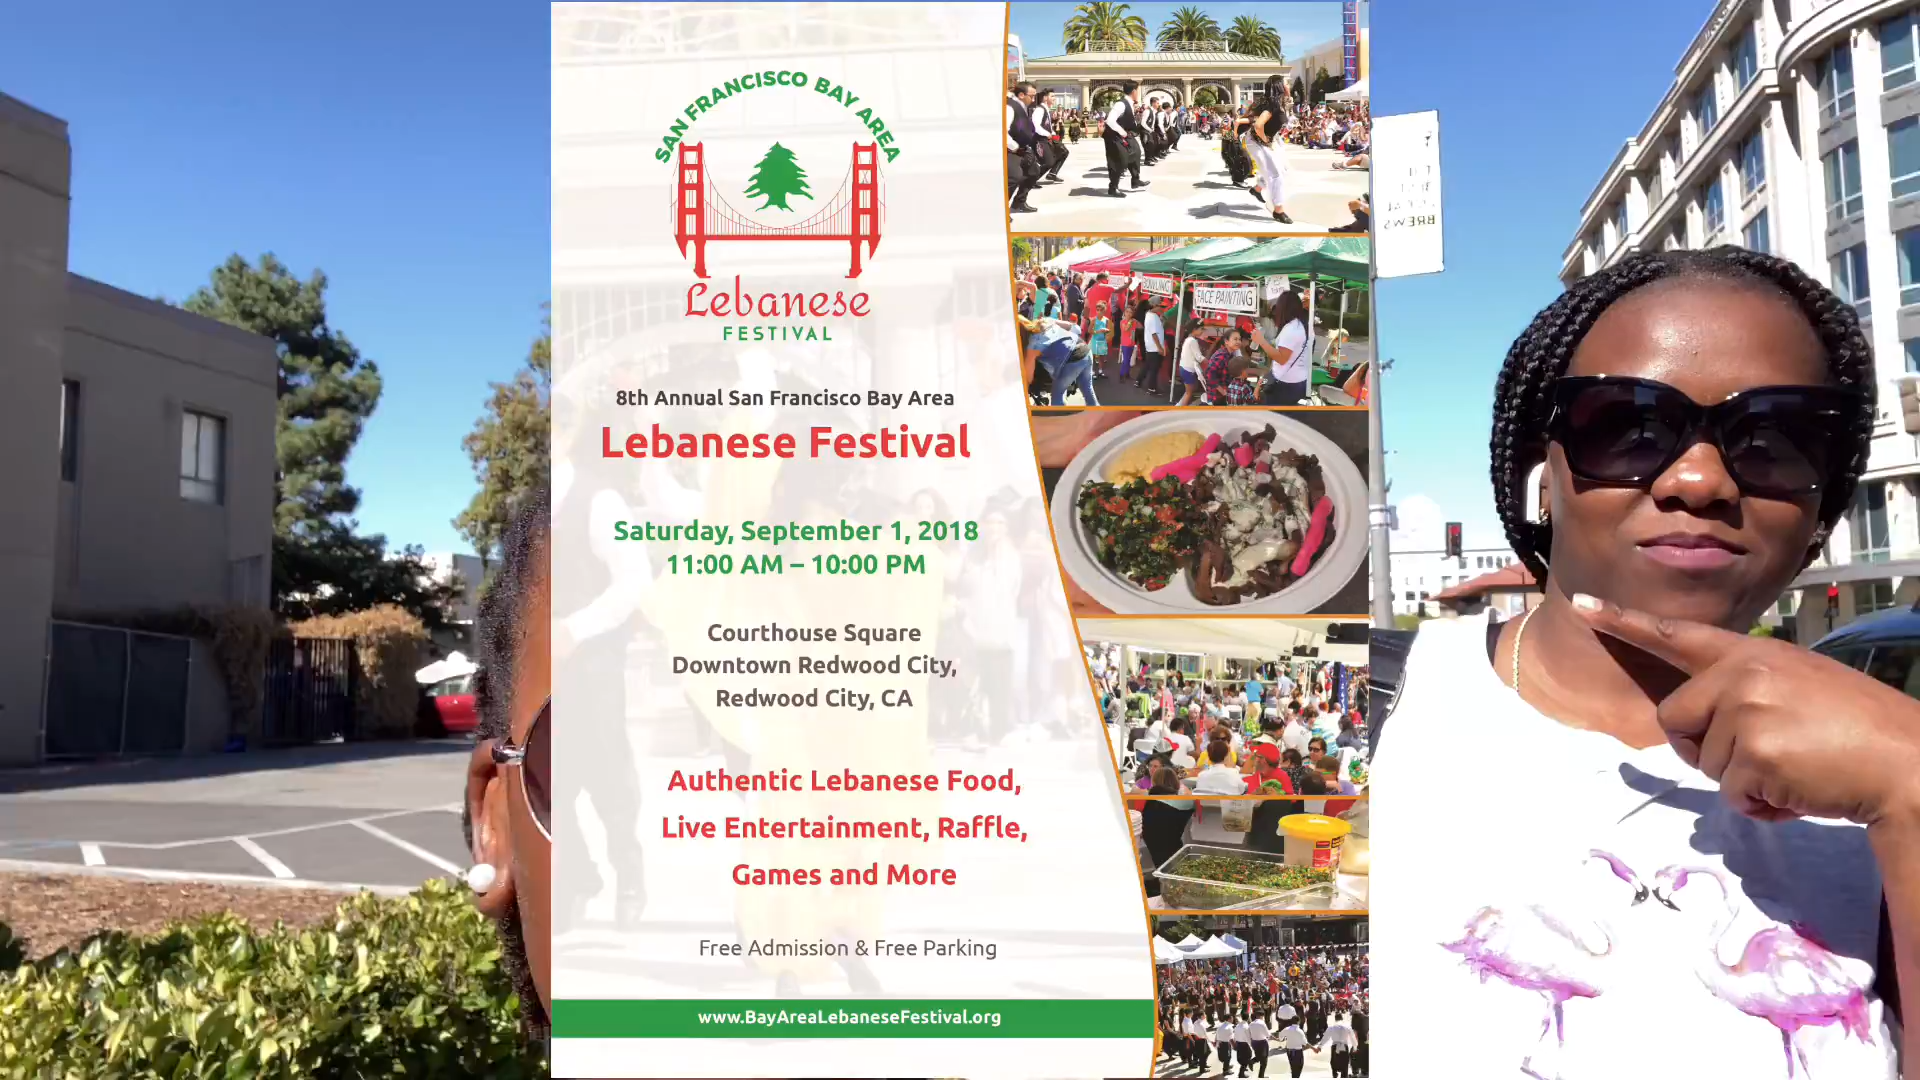 SAN FRANCISCO BAY AREA
Lebanese
FESTIVAL
8th Annual San Francisco Bay Area
Lebanese Festival
Saturday, September 1, 2018
11:00 AM – 10:00 PM
Courthouse Square
Downtown Redwood City,
Redwood City, CA
Authentic Lebanese Food,
Live Entertainment, Raffle,
Games and More
Free Admission & Free Parking
www.BayAreaLebaneseFestival.org
BOWLING
FACE PAINTING
BREWS